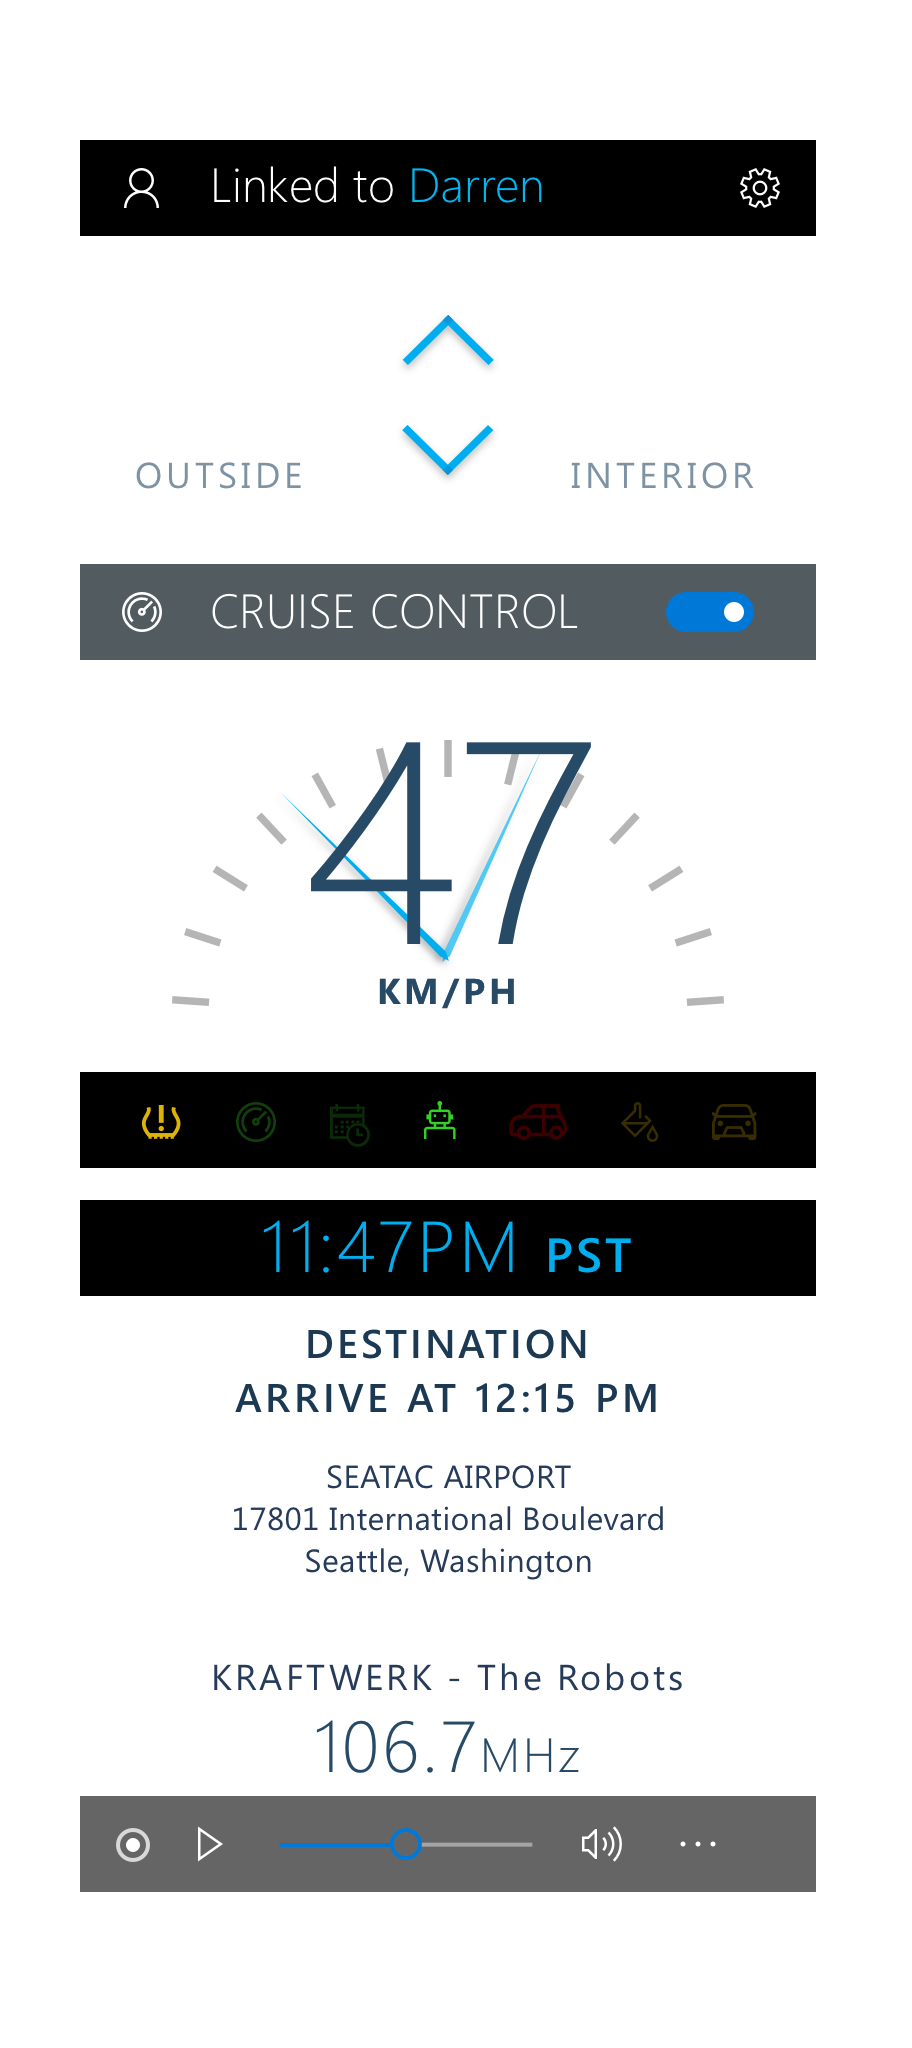 Linked to Darren
OUTSIDE
INTERIOR
CRUISE CONTROL
47
KM/PH
11:47PM PST
DESTINATION
ARRIVE AT 12:15 PM
SEATAC AIRPORT
17801 International Boulevard
Seattle, Washington
KRAFTWERK - The Robots
106.7MHz